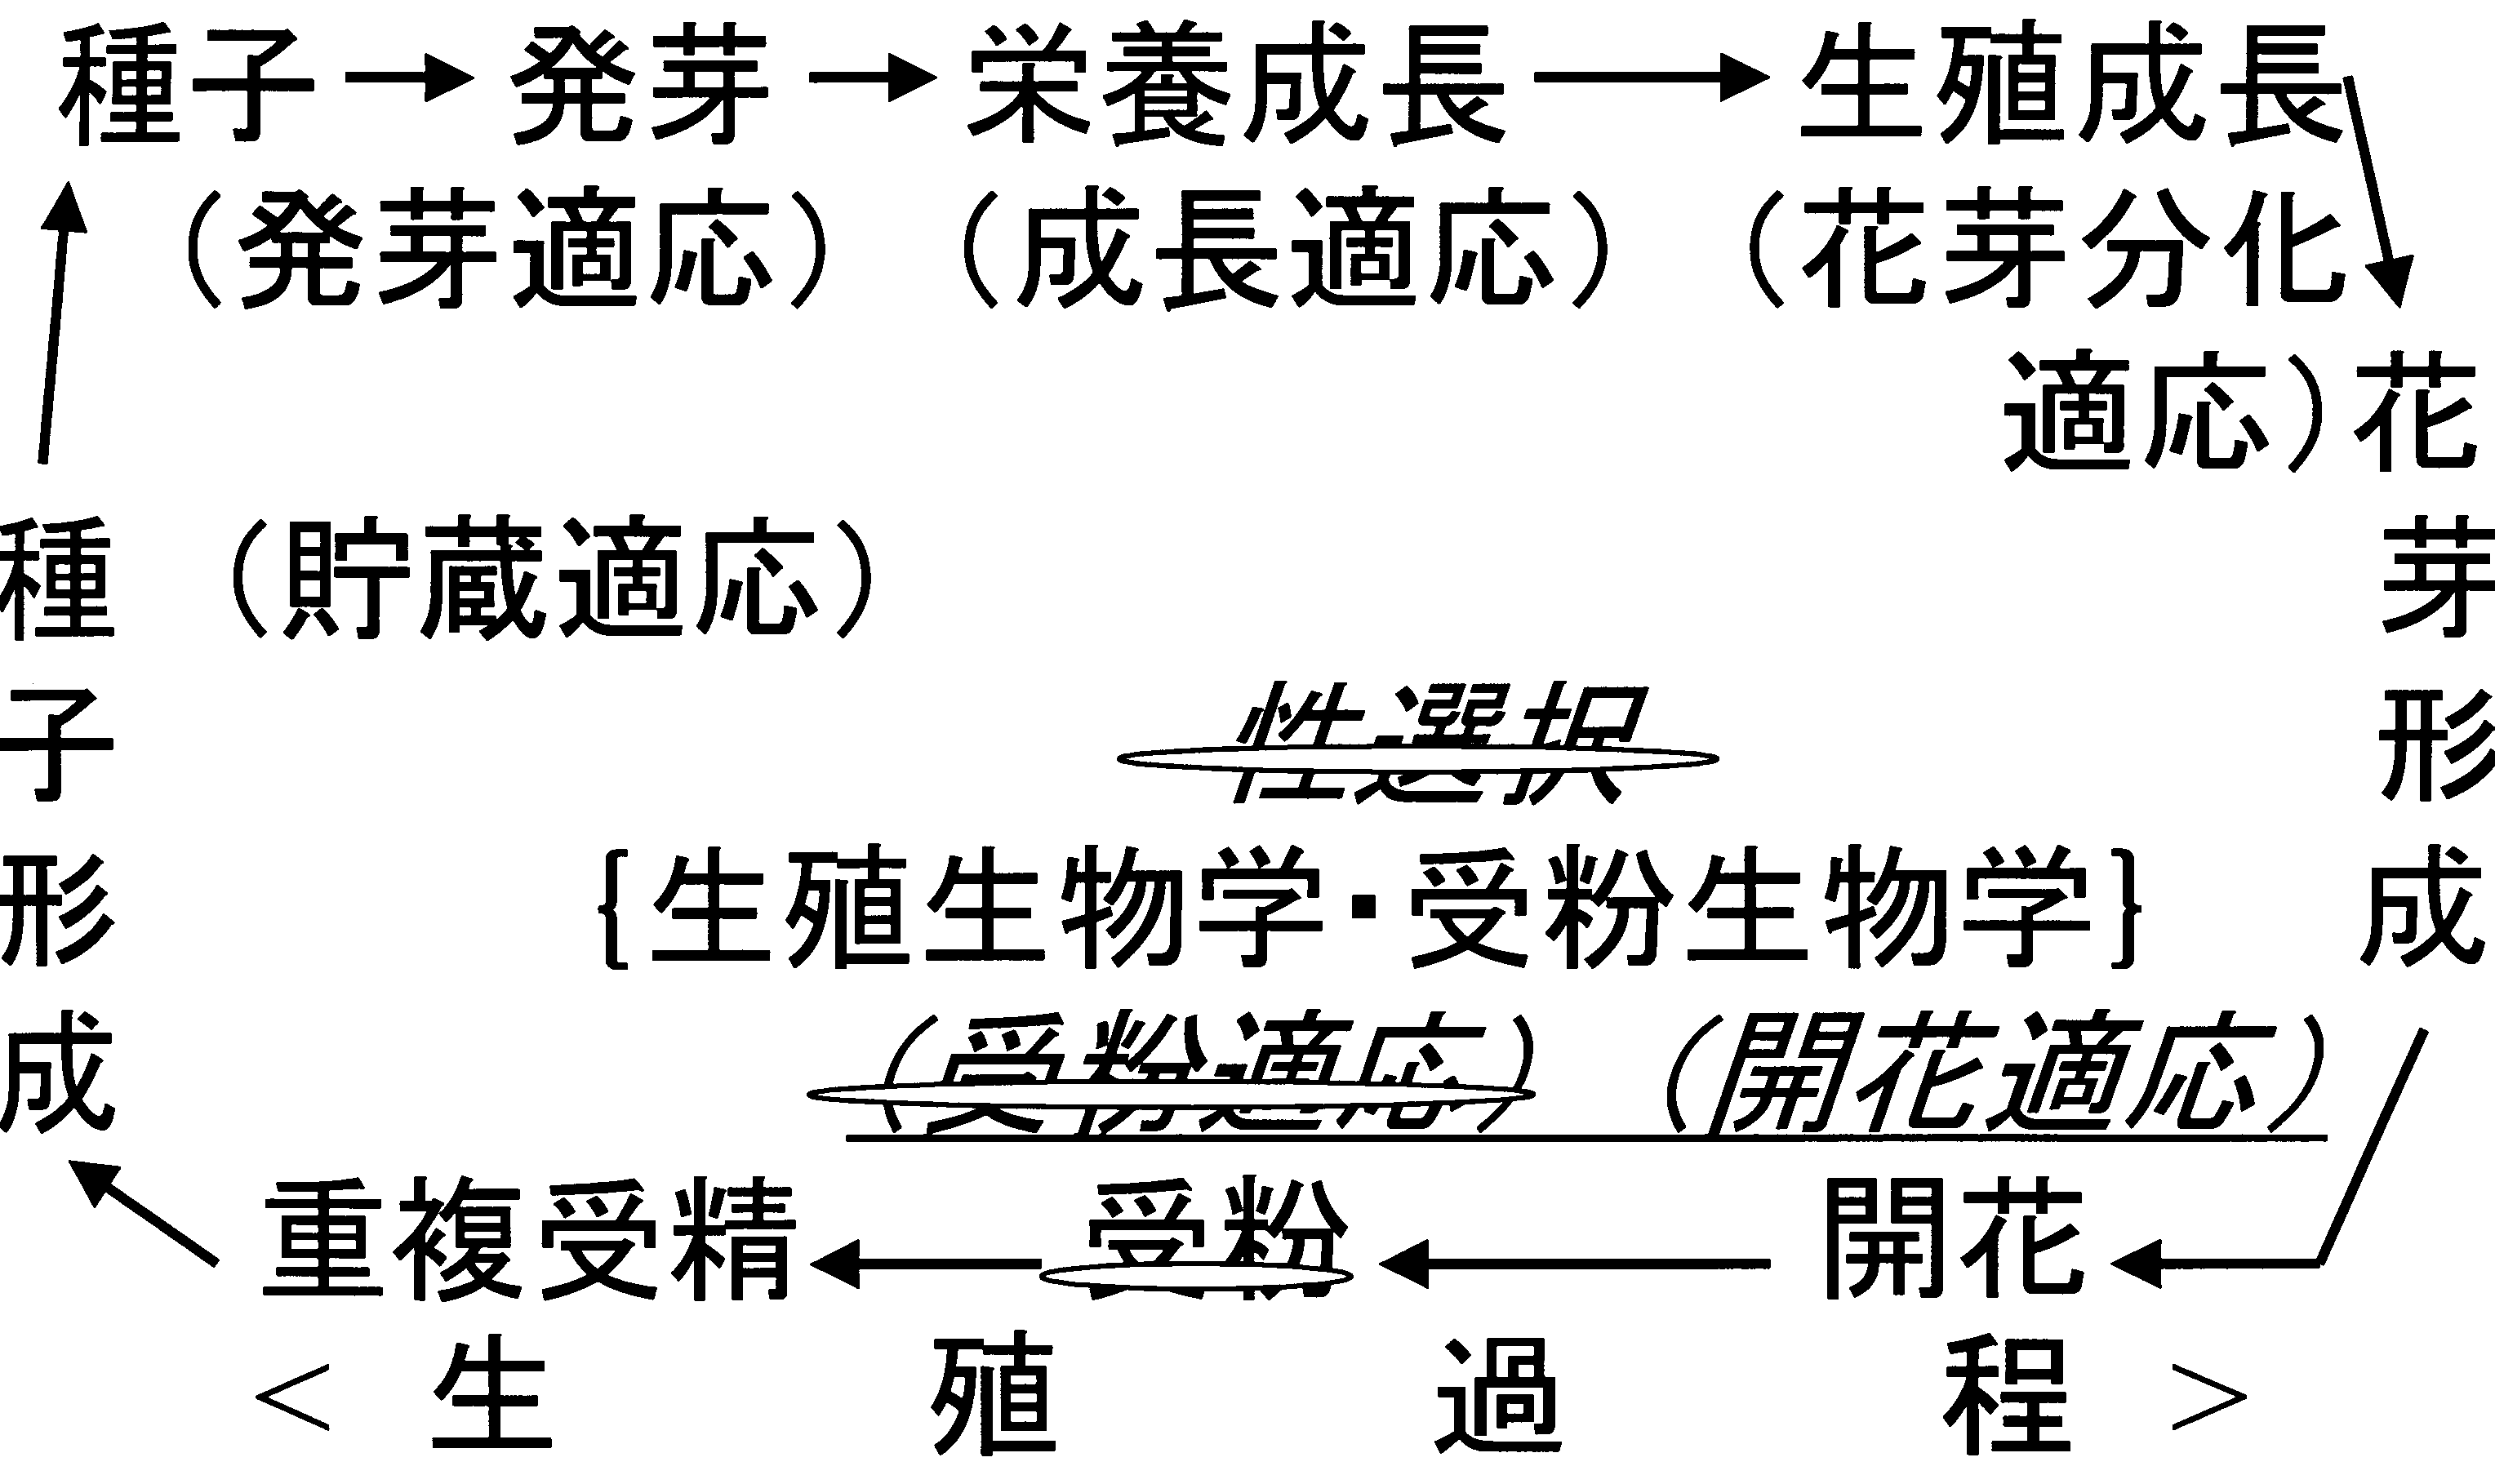 種子→発芽→栄養成長→生殖成長
(発芽適応) (成長適応) (花芽分化
適応)
花芽形成
種子形成
(貯蔵適応)
性選択
{生殖生物学・受粉生物学}
(受粉適応) (開花適応)
重複受精←受粉←開花
<生殖過程>